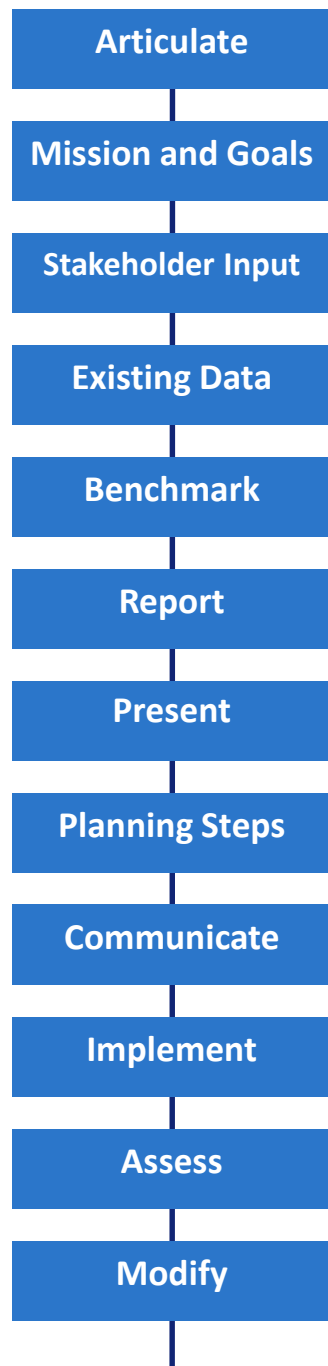 Articulate
Mission and Goals
Stakeholder Input
Existing Data
Benchmark
Report
Present
Planning Steps
Communicate
Implement
Assess
Modify